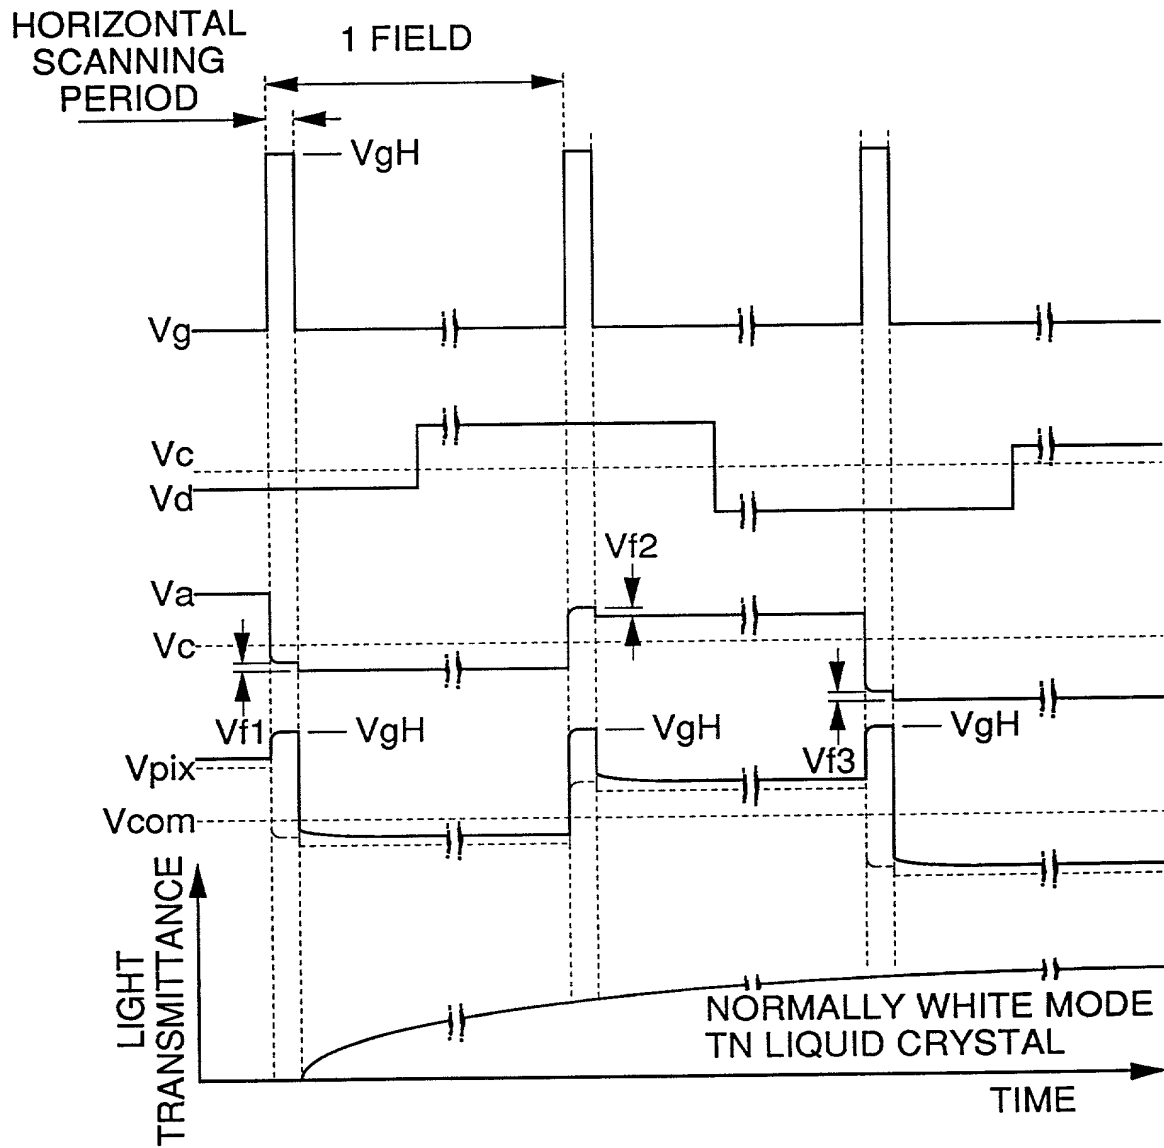 HORIZONTAL
SCANNING
PERIOD
1 FIELD
VgH
Vg
Vc
Vd
Vf2
Va
Vc
Vf1
VgH
VgH
VgH
Vf3
Vpix
Vcom
LIGHT
TRANSMITTANCE
NORMALLY WHITE MODE
TN LIQUID CRYSTAL
TIME